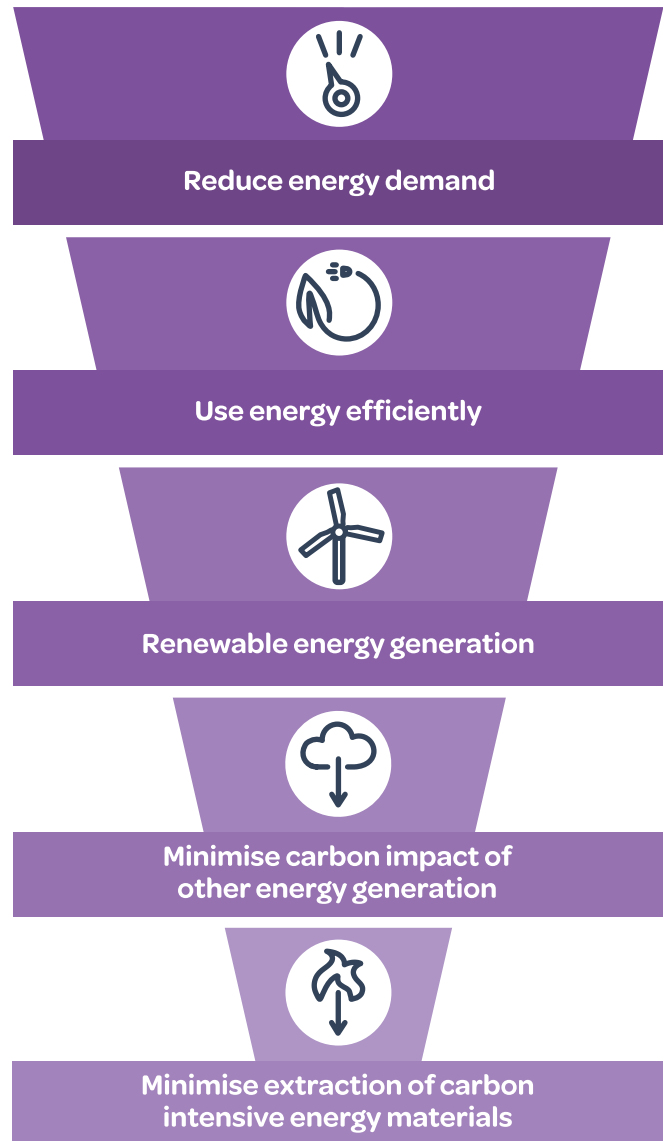 Reduce energy demand
Use energy efficiently
Renewable energy generation
Minimise carbon impact of
other energy generation
Minimise extraction of carbon
intensive energy materials